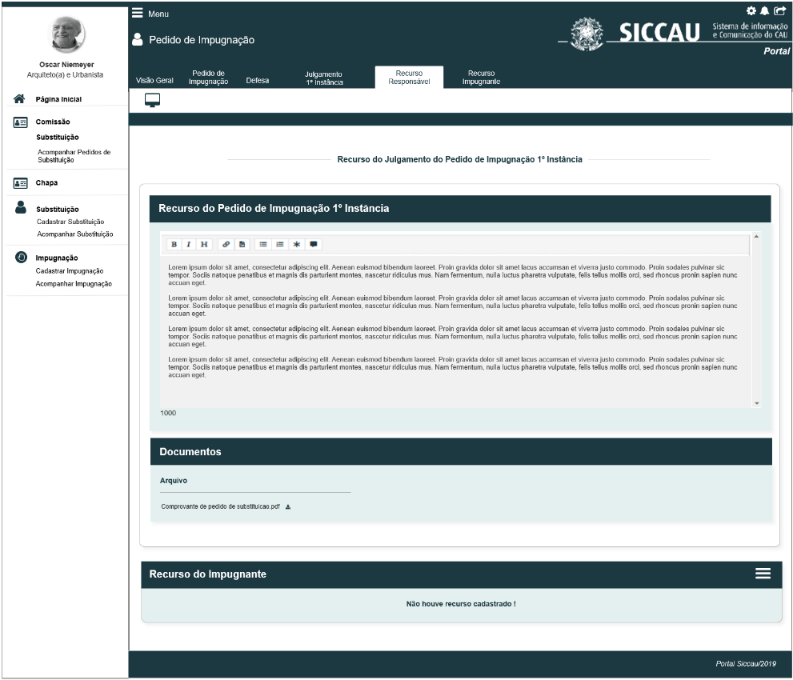 Menu
SICCAU
Sistema de informação
e Comunicação do CAU
Portal
Pedido de Impugnação
Visão Geral
Pedido de
Impugnação
Defesa
Julgamento
1ª Instância
Recurso
Responsável
Recurso
Impugnante
Oscar Niemeyer
Arquiteto(a) e Urbanista
Página Inicial
Comissão
Substituição
Acompanhar Pedidos de
Substituição
Chapa
Substituição
Cadastrar Substituição
Acompanhar Substituição
Impugnação
Cadastrar Impugnação
Acompanhar Impugnação
Recurso do Julgamento do Pedido de Impugnação 1º Instância
Recurso do Pedido de Impugnação 1º Instância
B I H
Lorem ipsum dolor sit amet, consectetur adipiscing elit. Aenean euismod bibendum laoreet. Proin gravida dolor sit amet lacus accumsan et viverra justo commodo. Proin sodales pulvinar sic
tempor. Sociis natoque penatibus et magnis dis parturient montes, nascetur ridiculus mus. Nam fermentum, nulla luctus pharetra vulputate, felis tellus mollis orci, sed rhoncus pronin sapien nunc
accuan eget.
Lorem ipsum dolor sit amet, consectetur adipiscing elit. Aenean euismod bibendum laoreet. Proin gravida dolor sit amet lacus accumsan et viverra justo commodo. Proin sodales pulvinar sic
tempor. Sociis natoque penatibus et magnis dis parturient montes, nascetur ridiculus mus. Nam fermentum, nulla luctus pharetra vulputate, felis tellus mollis orci, sed rhoncus pronin sapien nunc
accuan eget.
Lorem ipsum dolor sit amet, consectetur adipiscing elit. Aenean euismod bibendum laoreet. Proin gravida dolor sit amet lacus accumsan et viverra justo commodo. Proin sodales pulvinar sic
tempor. Sociis natoque penatibus et magnis dis parturient montes, nascetur ridiculus mus. Nam fermentum, nulla luctus pharetra vulputate, felis tellus mollis orci, sed rhoncus pronin sapien nunc
accuan eget.
Lorem ipsum dolor sit amet, consectetur adipiscing elit. Aenean euismod bibendum laoreet. Proin gravida dolor sit amet lacus accumsan et viverra justo commodo. Proin sodales pulvinar sic
tempor. Sociis natoque penatibus et magnis dis parturient montes, nascetur ridiculus mus. Nam fermentum, nulla luctus pharetra vulputate, felis tellus mollis orci, sed rhoncus pronin sapien nunc
accuan eget.
1000
Documentos
Arquivo
Comprovante de pedido de substituicao.pdf
Recurso do Impugnante
Não houve recurso cadastrado !
Portal Siccau/2019